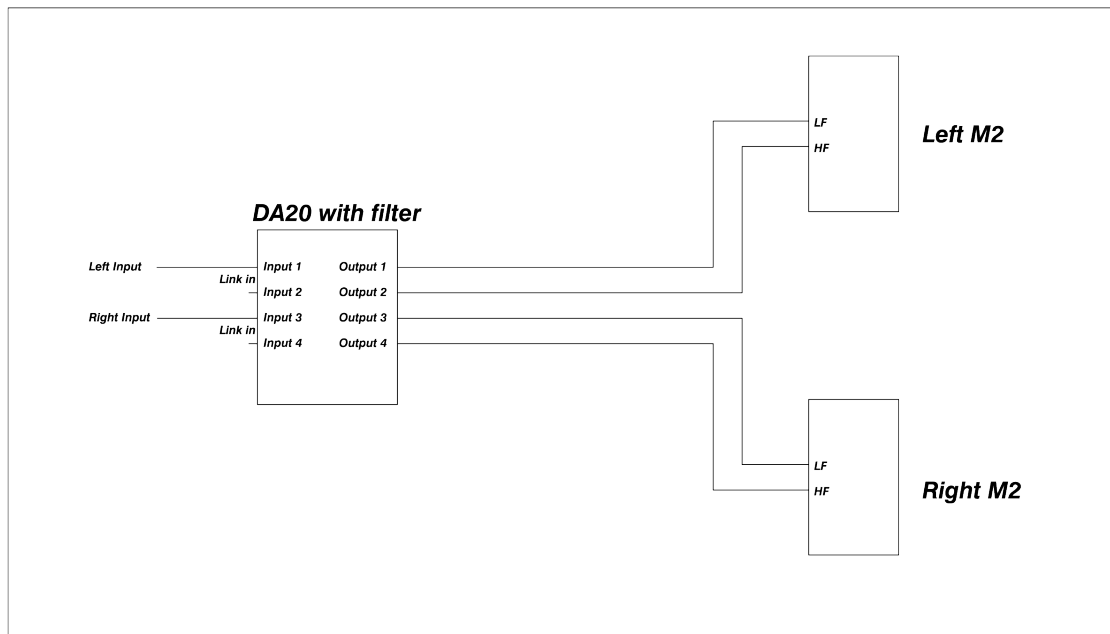 LF
Left M2
HF
DA20 with filter
Left Input
Input 1
Output 1
Link in
Input 2
Output 2
Right Input
Input 3
Output 3
Link in
Input 4
Output 4
LF
HF
Right M2